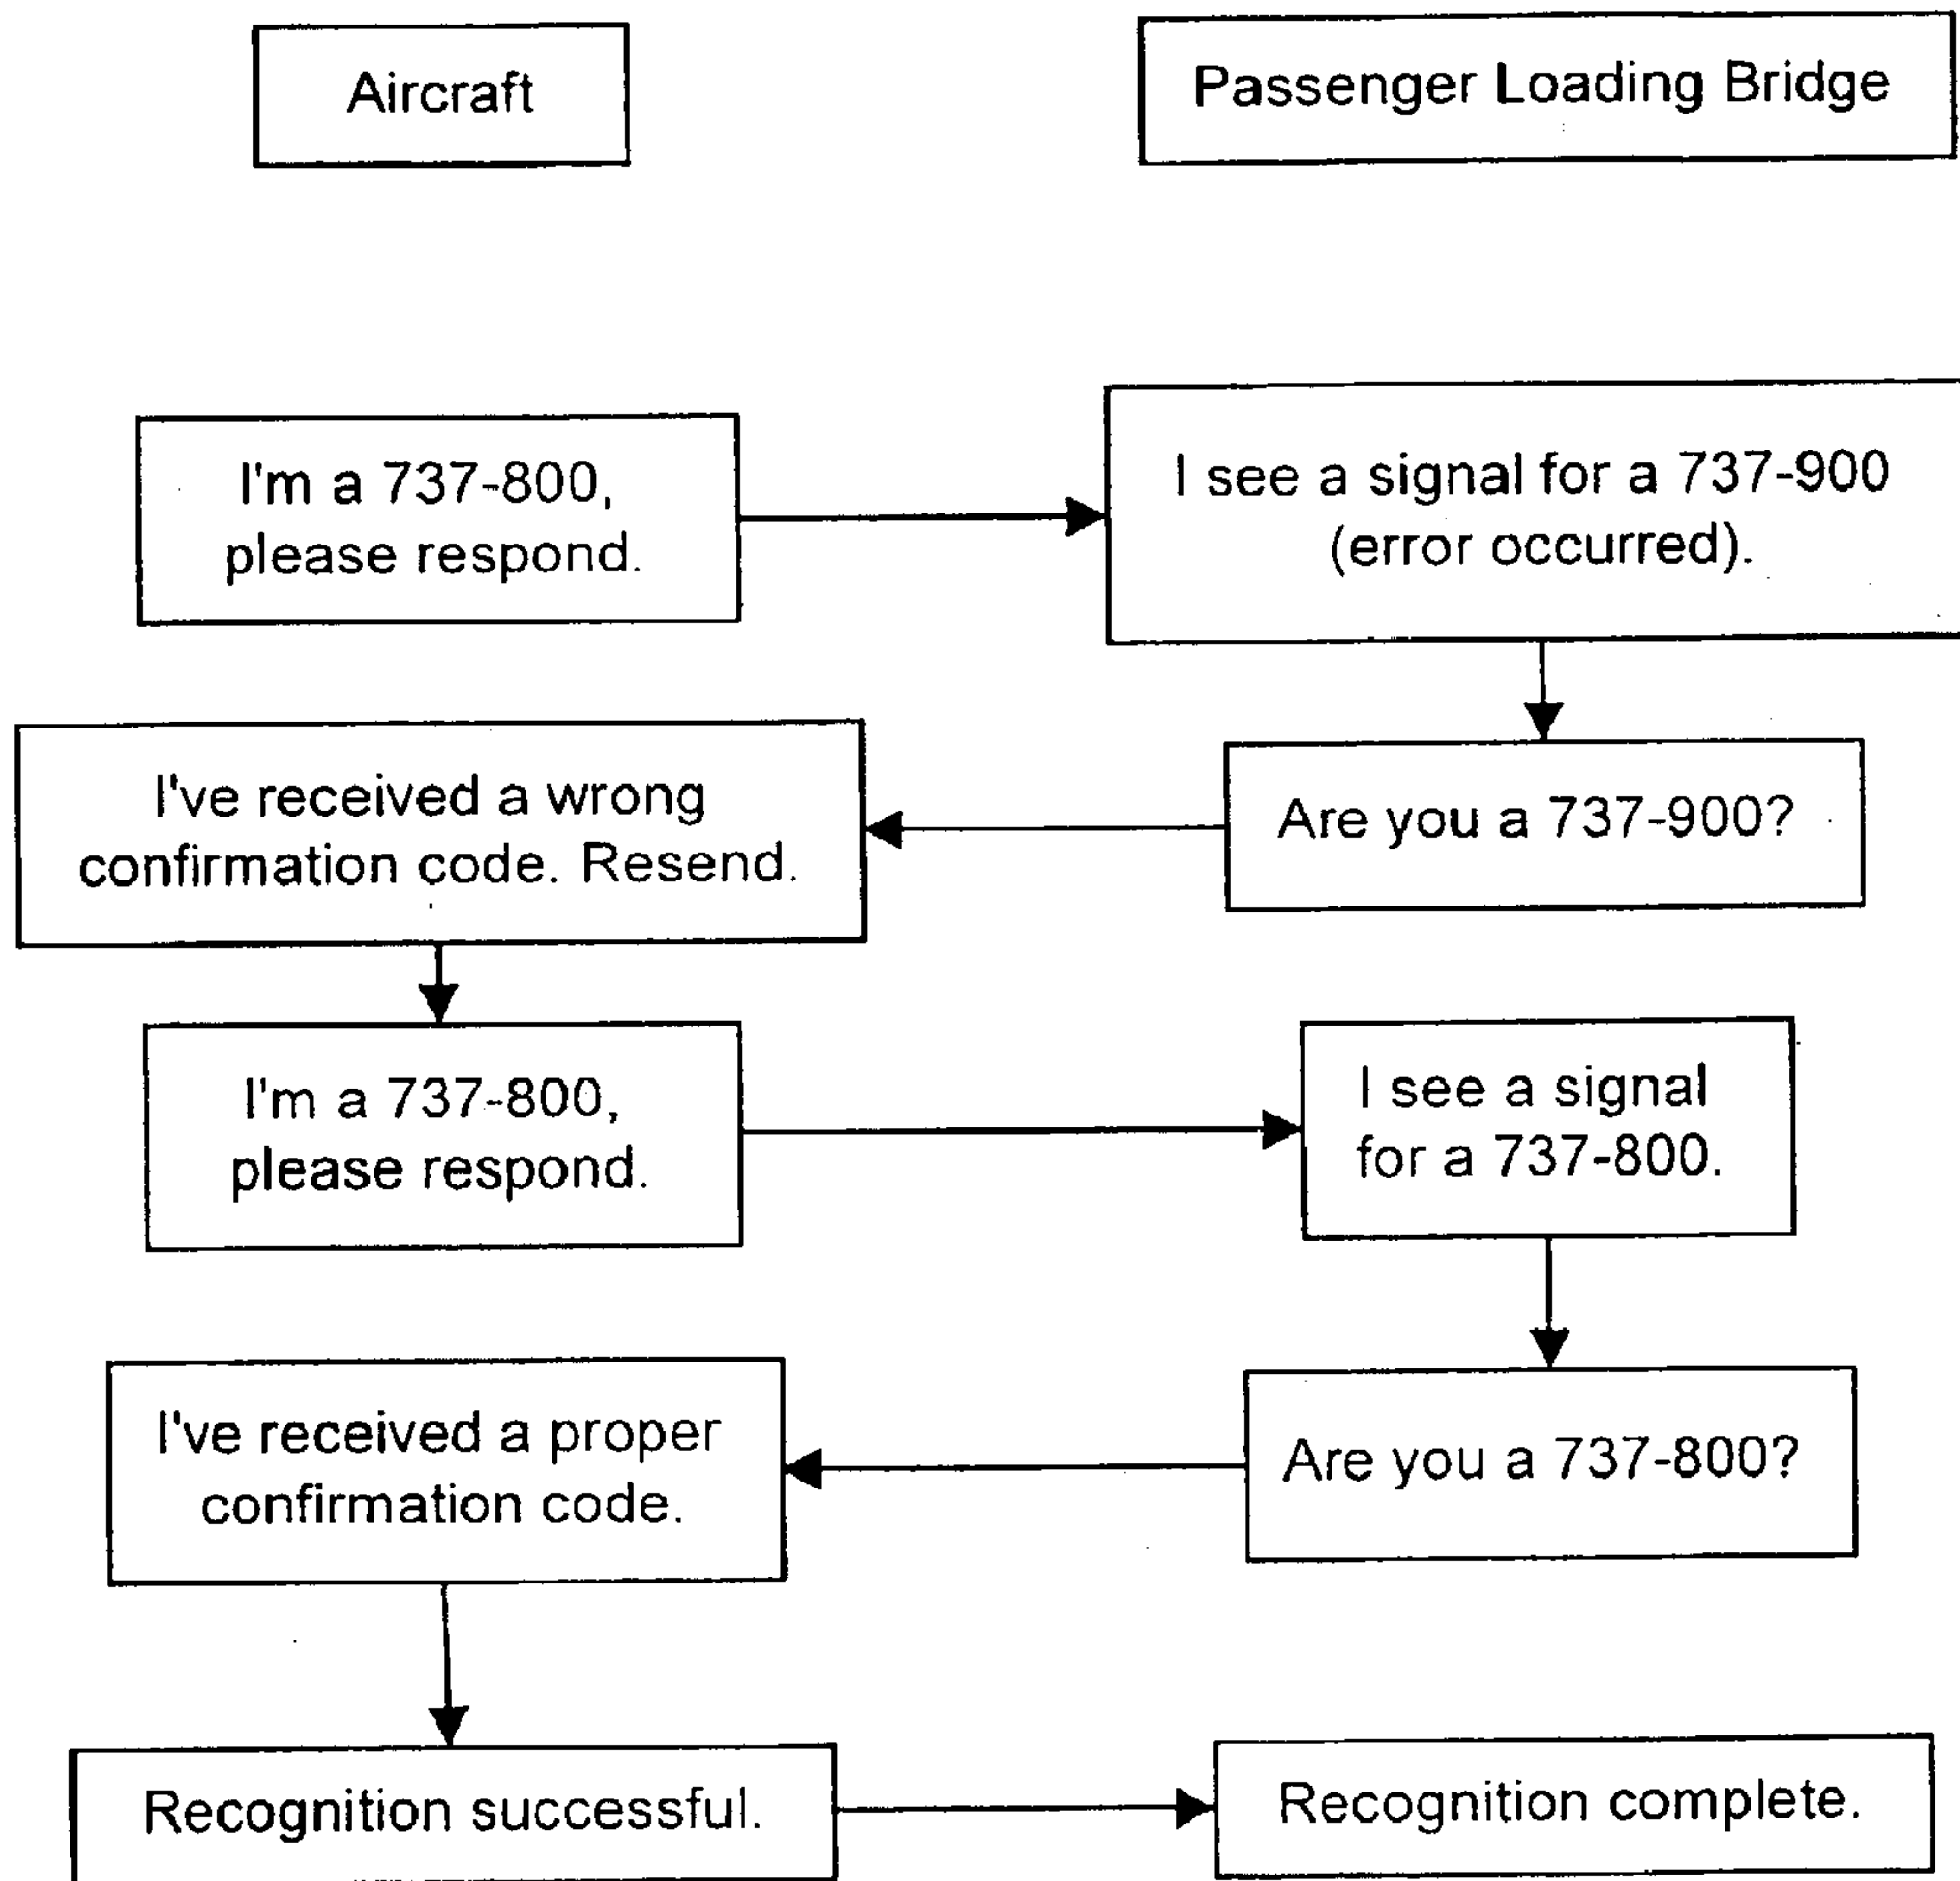 Aircraft
Passenger Loading Bridge
I'm a 737-800,
please respond.
I see a signal for a 737-900
(error occurred).
Are you a 737-900?
I've received a wrong
confirmation code. Resend.
I'm a 737-800,
please respond.
I see a signal
for a 737-800.
Are you a 737-800?
I've received a proper
confirmation code.
Recognition successful.
Recognition complete.